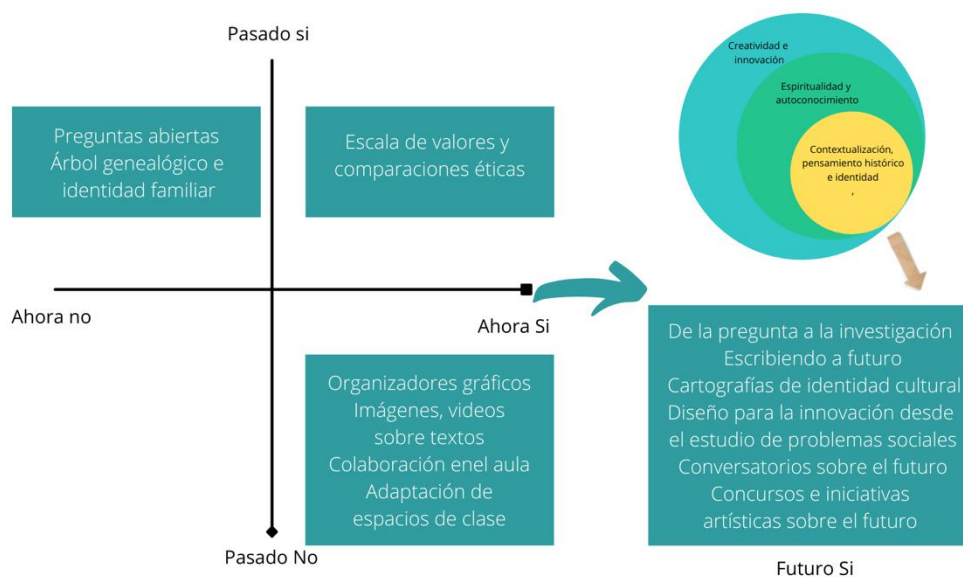 Pasado si
Preguntas abiertas
Árbol genealógico e
identidad familiar
Escala de valores y
comparaciones éticas
Ahora no
Ahora Si
Organizadores gráficos
Imágenes, videos
sobre textos
Colaboración enel aula
Adaptación de
espacios de clase
Pasado No
Creatividad e
innovación
Espiritualidad y
autoconocimiento
Contextualización,
pensamiento histórico
e identidad
,
De la pregunta a la investigación
Escribiendo a futuro
Cartografías de identidad cultural
Diseño para la innovación desde
el estudio de problemas sociales
Conversatorios sobre el futuro
Concursos e iniciativas
artísticas sobre el futuro
Futuro Si